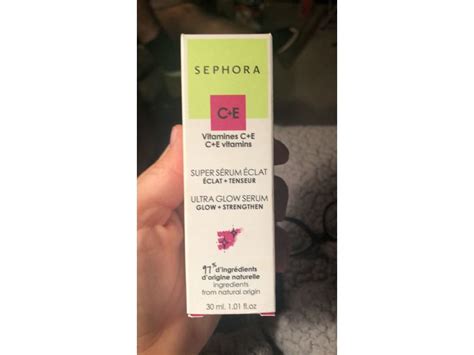 SEPHORA
C+E
Vitamines C+E
C+E vitamins
SUPER SÉRUM ÉCLAT
ÉCLAT + TENSEUR
ULTRA GLOW SERUM
GLOW + STRENGTHEN
97% d'ingrédients
d'origine naturelle
ingredients
from natural origin
30 ml. 1.01 fl.oz